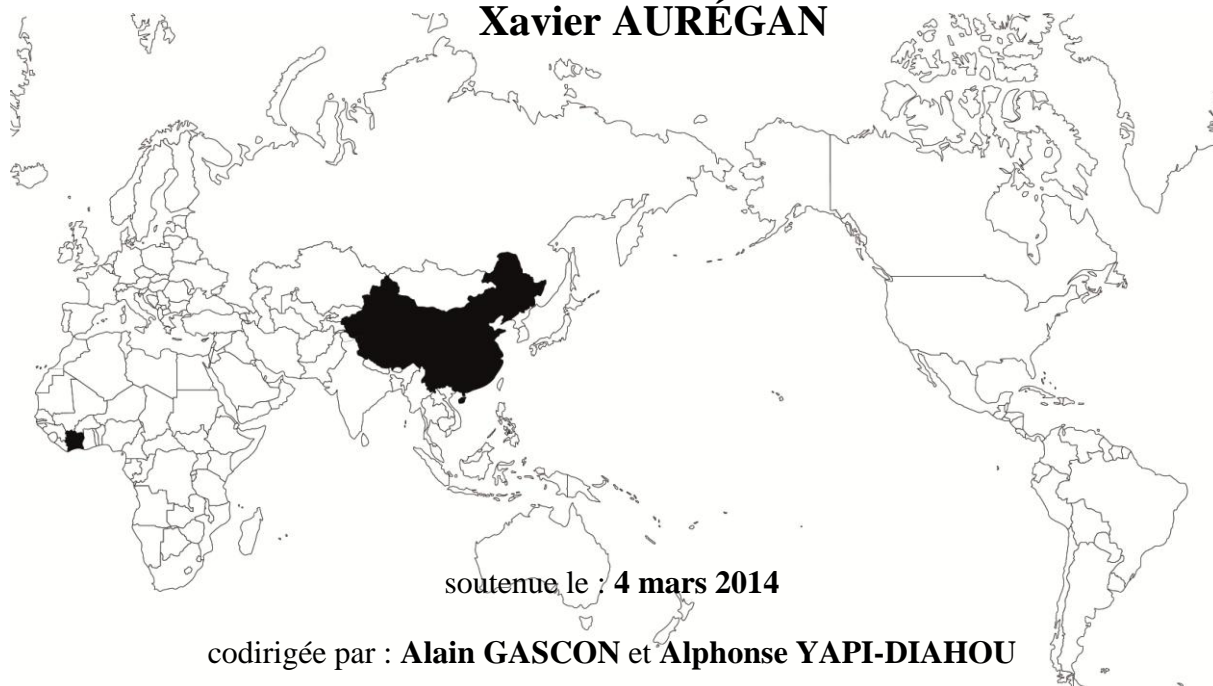 Xavier AURÉGAN
soutenue le : 4 mars 2014
codirigée par : Alain GASCON et Alphonse YAPI-DIAHOU